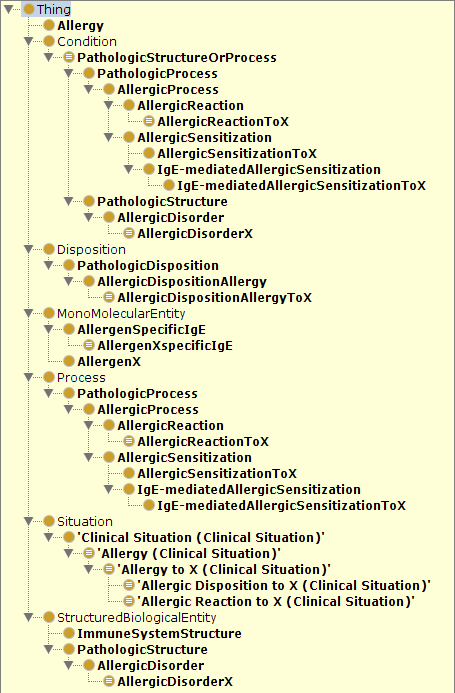 Thing
Allergy
Condition
PathologicStructureOrProcess
PathologicProcess
AllergicProcess
AllergicReaction
AllergicReactionToX
AllergicSensitization
AllergicSensitizationToX
IgE-mediatedAllergicSensitization
IgE-mediatedAllergicSensitizationToX
PathologicStructure
AllergicDisorder
AllergicDisorderX
Disposition
PathologicDisposition
AllergicDispositionAllergy
AllergicDispositionAllergyToX
MonoMolecularEntity
AllergenSpecificIgE
AllergenXspecificIgE
AllergenX
Process
PathologicProcess
AllergicProcess
AllergicReaction
AllergicReactionToX
AllergicSensitization
AllergicSensitizationToX
IgE-mediatedAllergicSensitization
IgE-mediatedAllergicSensitizationToX
Situation
'Clinical Situation (Clinical Situation)'
'Allergy (Clinical Situation)'
'Allergy to X (Clinical Situation)'
'Allergic Disposition to X (Clinical Situation)'
'Allergic Reaction to X (Clinical Situation)'
StructuredBiologicalEntity
ImmuneSystemStructure
PathologicStructure
AllergicDisorder
AllergicDisorderX